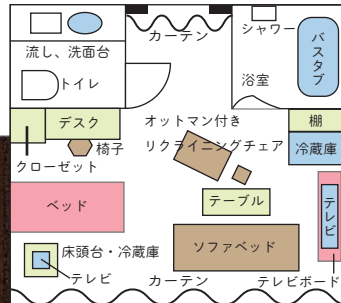 カーテン
シャワー
流し、洗面台
バスタブ
トイレ
浴室
デスク
オットマン付き
リクライニングチェア
棚
椅子
冷蔵庫
クローゼット
ベッド
テーブル
テレビ
床頭台・冷蔵庫
ソファベッド
テレビ
カーテン
テレビボード